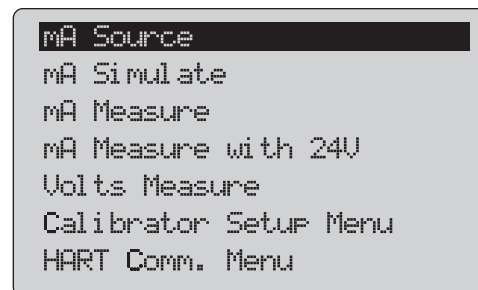 mA Source
mA Simulate
mA Measure
mA Measure with 24V
Volts Measure
Calibrator Setup Menu
HART Comm. Menu